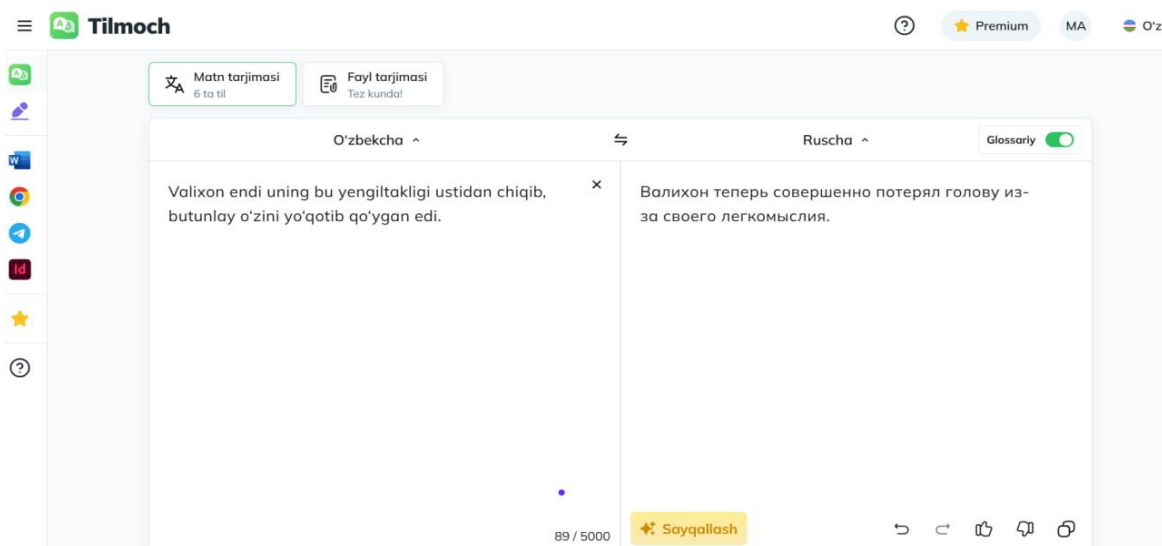 Tilmoch
Premium
MA
O‘z
Matn tarjimasi
6 ta til
Fayl tarjimasi
Tez kunda!
O‘zbekcha
Ruscha
Glossariy
Valixon endi uning bu yengiltakligi ustidan chiqib,
butunlay o‘zini yo‘qotib qo‘ygan edi.
Валихон теперь совершенно потерял голову из-
за своего легкомыслия.
89 / 5000
Sayqallash
W
Id